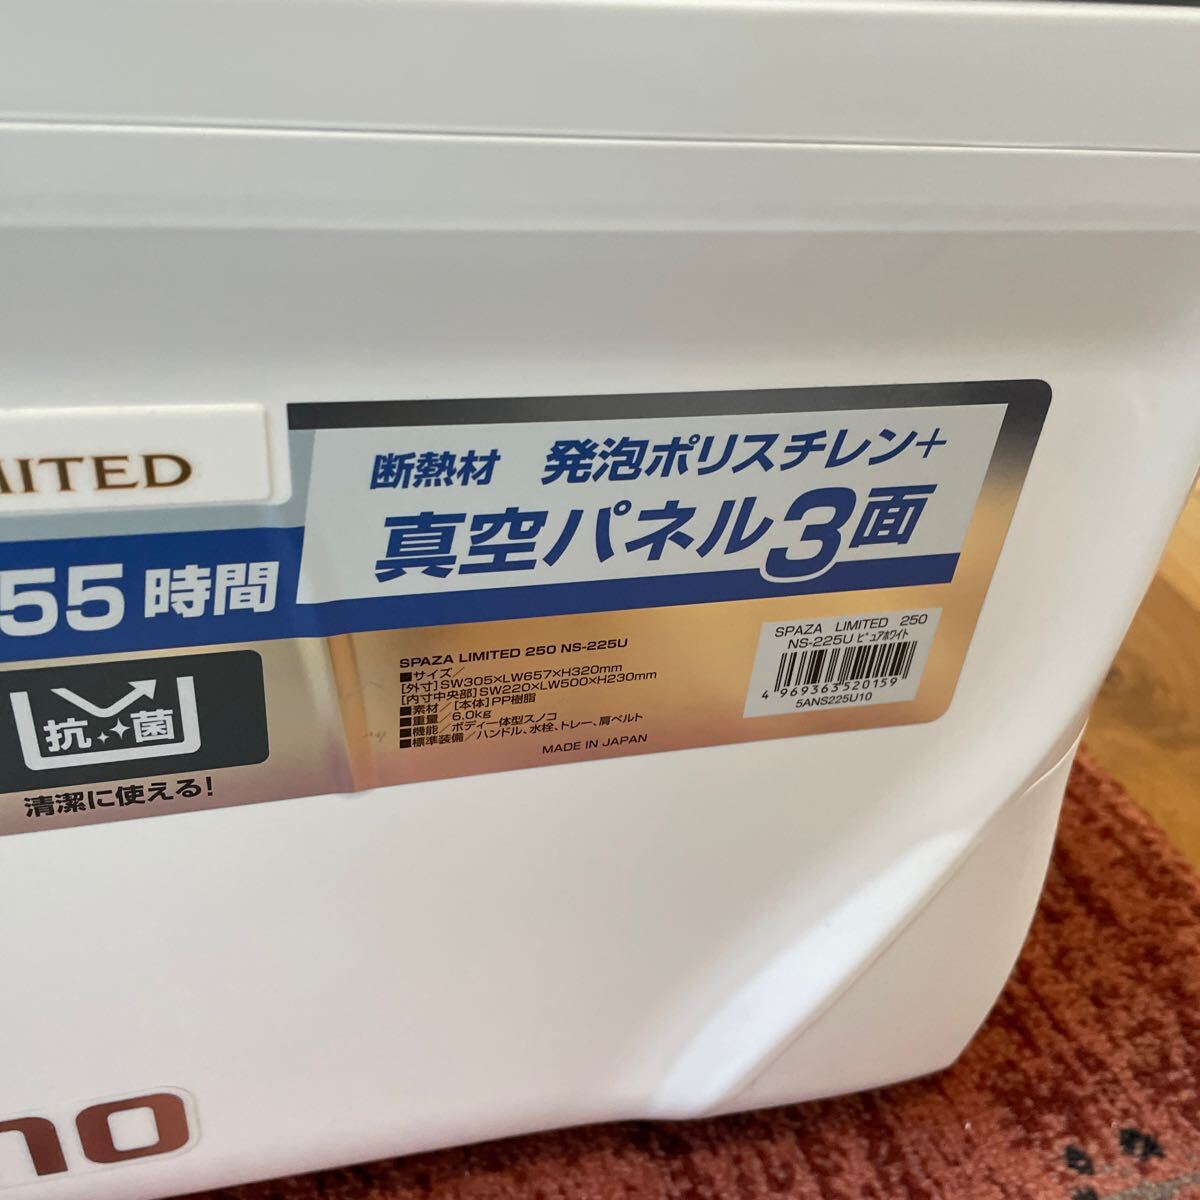 MITED
断熱材 発泡ポリスチレン+
真空パネル3面
55時間
抗菌
清潔に使える!
SPAZA LIMITED 250 NS-225U
■サイズ/
[外寸]SW305×LW657×H320mm
[内寸中央部]SW220×LW500×H230mm
■素材/[本体]PP樹脂
■重量/6.0kg
■機能/ボディー体型スノコ
■標準装備/ハンドル、水栓、トレー、肩ベルト
MADE IN JAPAN
SPAZA LIMITED 250
NS-225U ピュアホワイト
4 969363 520159
5ANS225U10
no